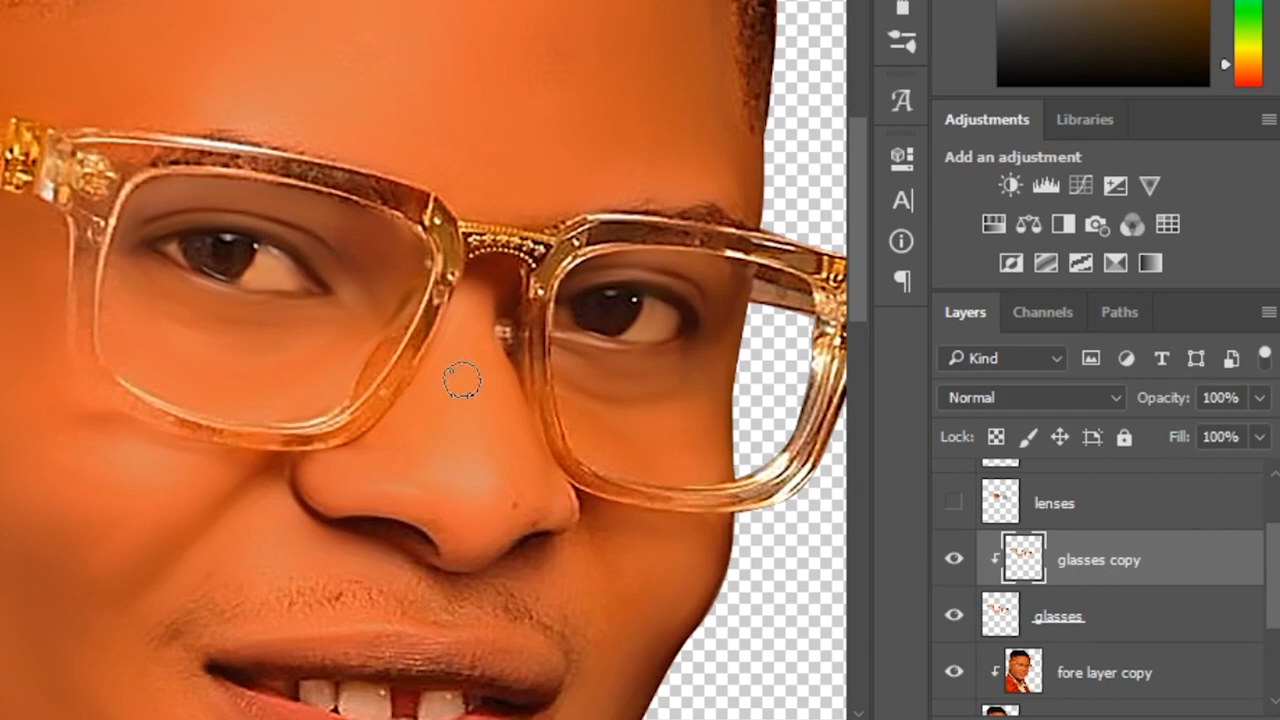 Adjustments Libraries
Add an adjustment
Layers Channels Paths
Kind
Normal Opacity: 100%
Lock: Fill: 100%
lenses
glasses copy
glasses
fore layer copy